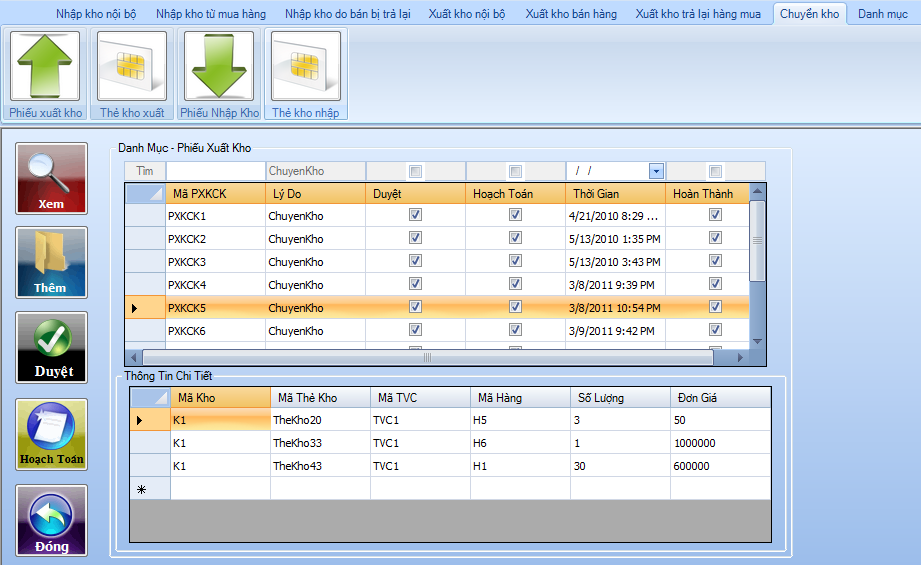 Nhập kho nội bộ Nhập kho từ mua hàng Nhập kho do bán bị trả lại Xuất kho nội bộ Xuất kho bán hàng Xuất kho trả lại hàng mua Chuyển kho Danh mục
Phiếu xuất kho Thẻ kho xuất Phiếu Nhập Kho Thẻ kho nhập
Xem
Thêm
Duyệt
Hoạch Toán
Đóng
Danh Mục - Phiếu Xuất Kho
Tìm ChuyenKho / /
Mã PXKCK Lý Do Duyệt Hoạch Toán Thời Gian Hoàn Thành
PXKCK1 ChuyenKho 4/21/2010 8:29 ...
PXKCK2 ChuyenKho 5/13/2010 1:35 PM
PXKCK3 ChuyenKho 5/13/2010 3:43 PM
PXKCK4 ChuyenKho 3/8/2011 9:39 PM
PXKCK5 ChuyenKho 3/8/2011 10:54 PM
PXKCK6 ChuyenKho 3/9/2011 9:42 PM
Thông Tin Chi Tiết
Mã Kho Mã Thẻ Kho Mã TVC Mã Hàng Số Lượng Đơn Giá
K1 TheKho20 TVC1 H5 3 50
K1 TheKho33 TVC1 H6 1 1000000
K1 TheKho43 TVC1 H1 30 600000